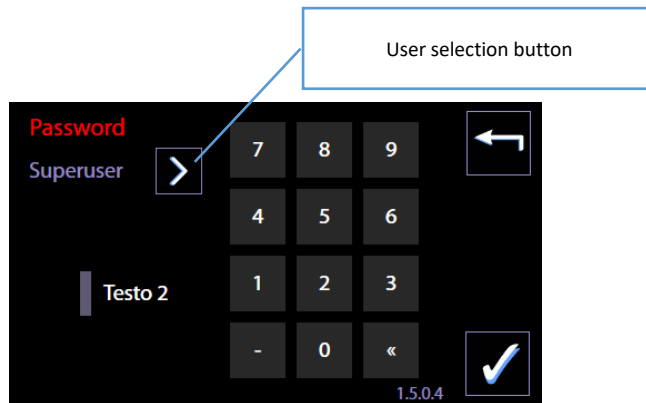 User selection button
Password
Superuser
7 8 9
4 5 6
Testo 2
1 2 3
- 0 «
1.5.0.4